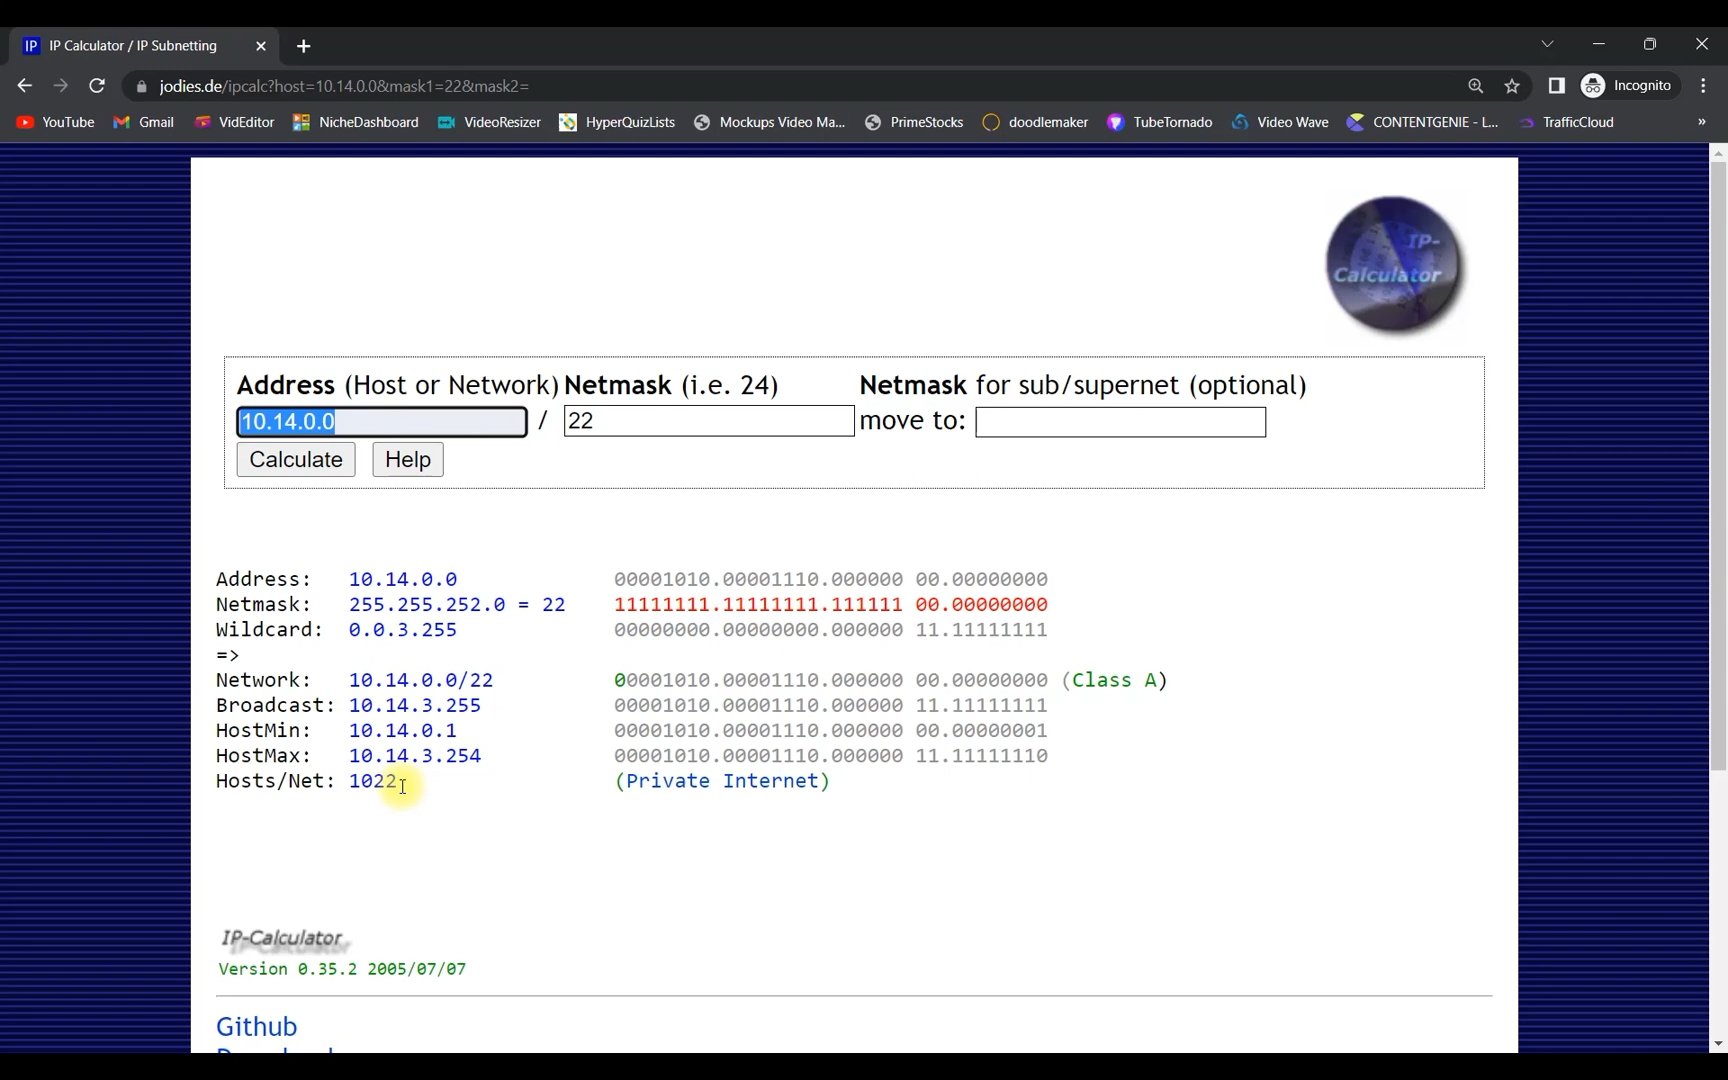 IP IP Calculator / IP Subnetting
jodies.de/ipcalc?host=10.14.0.0&mask1=22&mask2= Incognito
YouTube Gmail VidEditor NicheDashboard VideoResizer HyperQuizLists Mockups Video Ma... PrimeStocks doodlemaker TubeTornado Video Wave CONTENTGENIE - L... TrafficCloud »
IP-
Calculator
Address (Host or Network) Netmask (i.e. 24) Netmask for sub/supernet (optional)
10.14.0.0 / 22 move to:
Calculate Help
Address: 10.14.0.0 00001010.00001110.000000 00.00000000
Netmask: 255.255.252.0 = 22 11111111.11111111.111111 00.00000000
Wildcard: 0.0.3.255 00000000.00000000.000000 11.11111111
=>
Network: 10.14.0.0/22 00001010.00001110.000000 00.00000000 (Class A)
Broadcast: 10.14.3.255 00001010.00001110.000000 11.11111111
HostMin: 10.14.0.1 00001010.00001110.000000 00.00000001
HostMax: 10.14.3.254 00001010.00001110.000000 11.11111110
Hosts/Net: 1022 (Private Internet)
IP-Calculator
Version 0.35.2 2005/07/07
Github